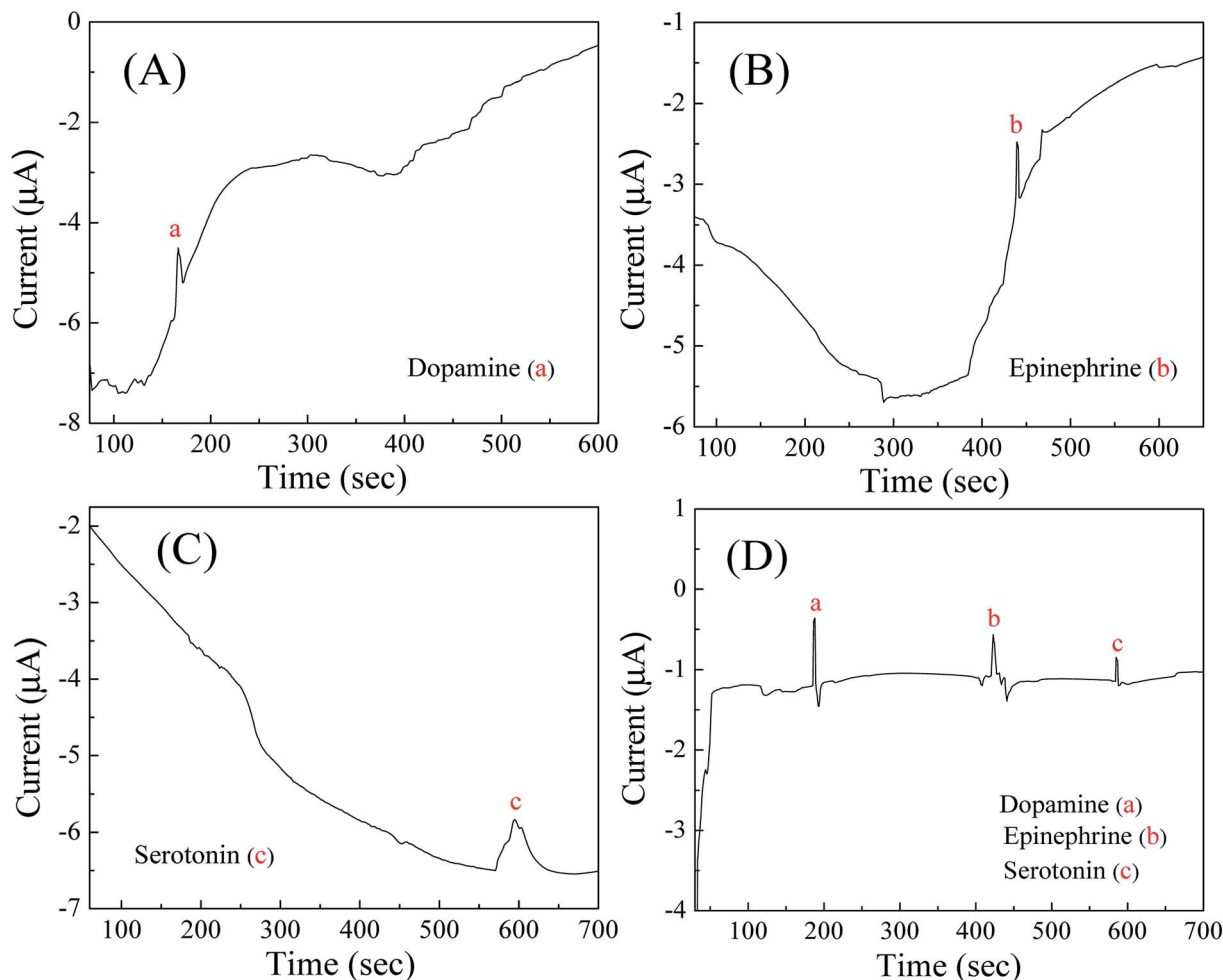 (A)
a
Dopamine (a)
Current (μA)
0
-2
-4
-6
-8
100 200 300 400 500 600
Time (sec)
(B)
b
Epinephrine (b)
Current (μA)
-1
-2
-3
-4
-5
-6
100 200 300 400 500 600
Time (sec)
(C)
c
Serotonin (c)
Current (μA)
-2
-3
-4
-5
-6
-7
100 200 300 400 500 600 700
Time (sec)
(D)
a
b
c
Dopamine (a)
Epinephrine (b)
Serotonin (c)
Current (μA)
1
0
-1
-2
-3
-4
100 200 300 400 500 600 700
Time (sec)